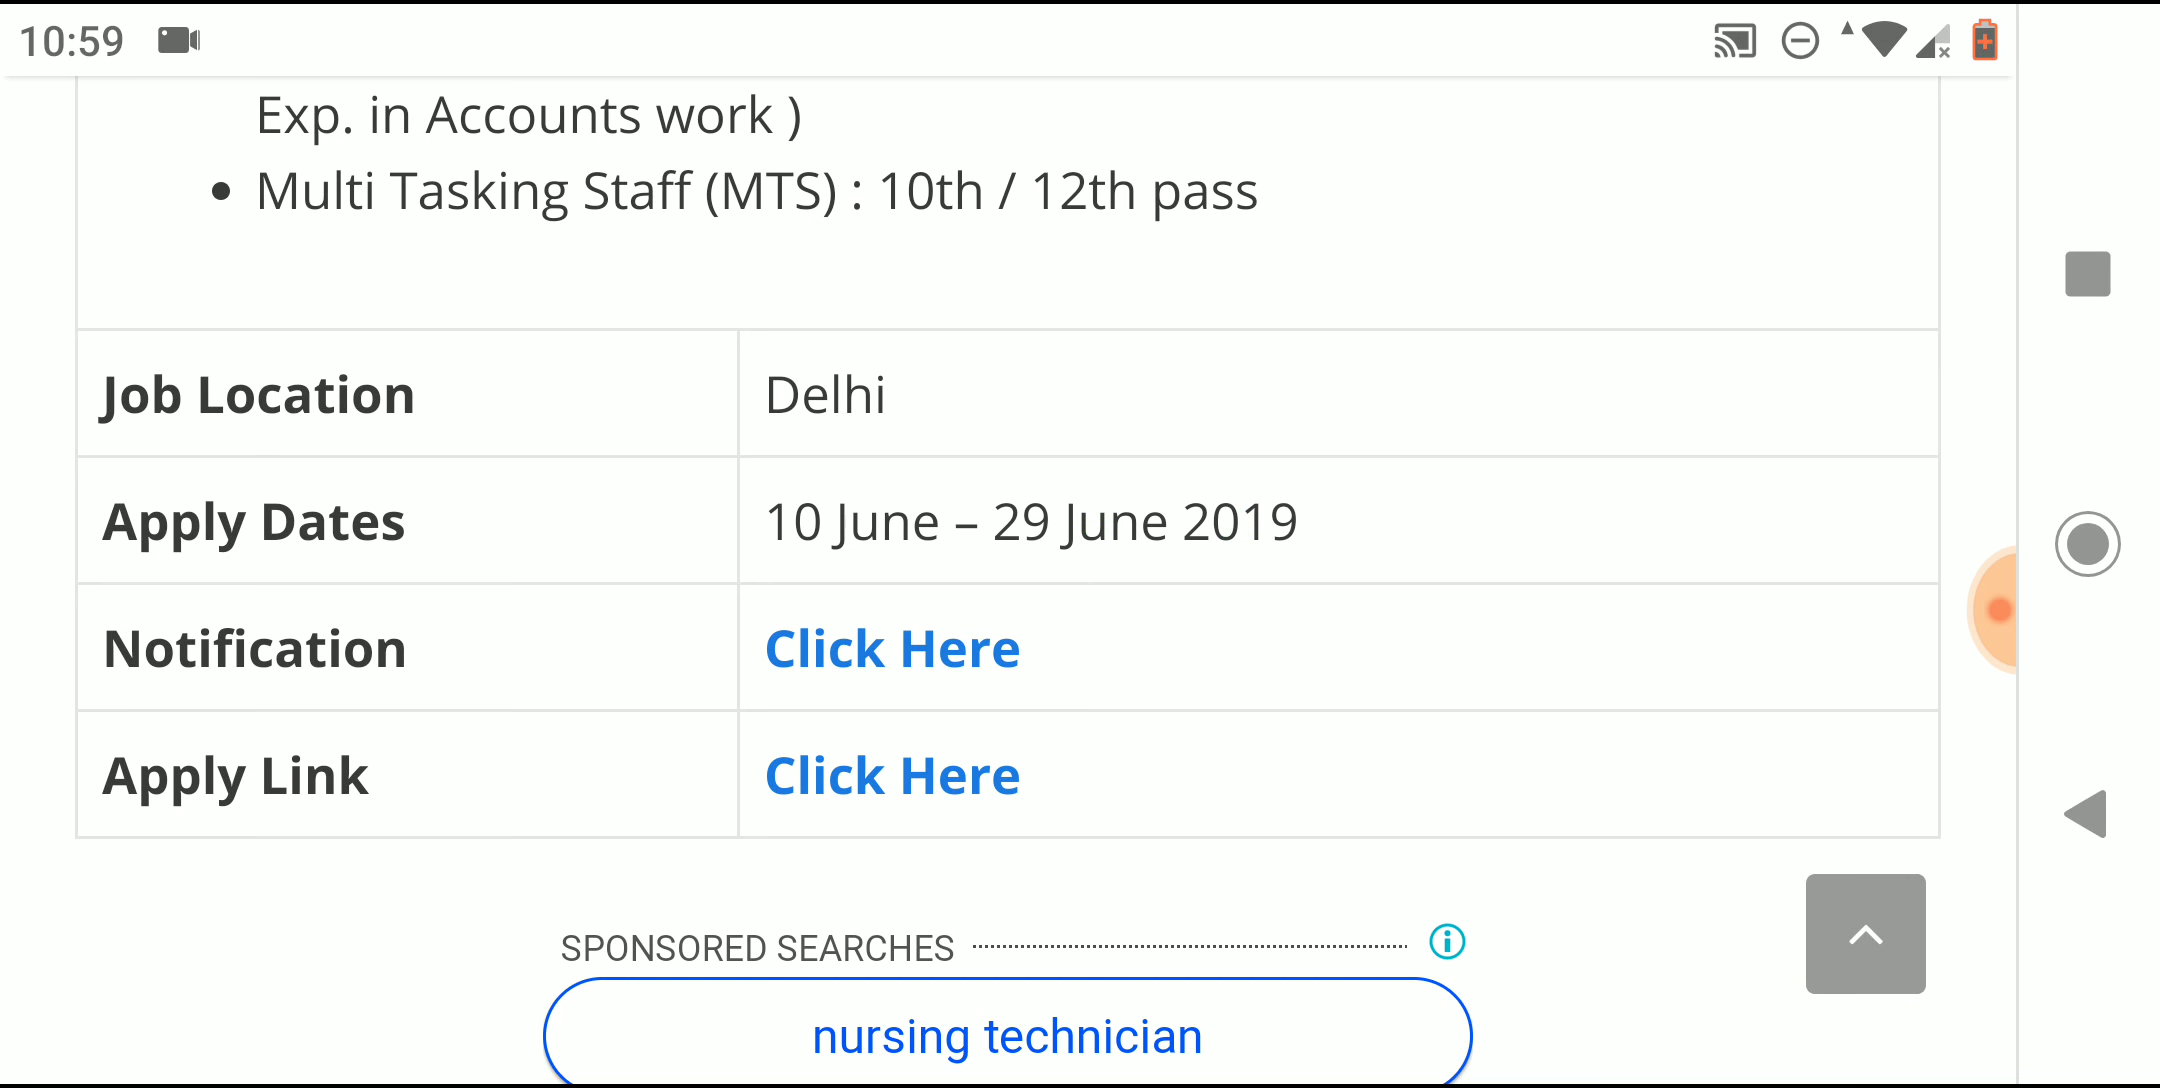 10:59
Exp. in Accounts work )
• Multi Tasking Staff (MTS) : 10th / 12th pass
Job Location Delhi
Apply Dates 10 June – 29 June 2019
Notification Click Here
Apply Link Click Here
SPONSORED SEARCHES
nursing technician